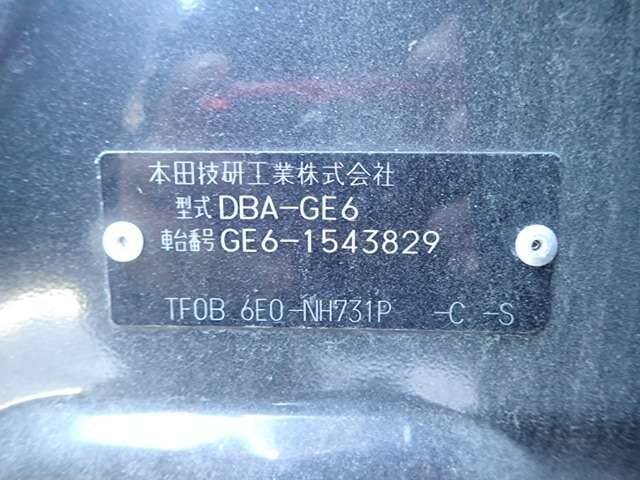 本田技研工業株式会社
型式 DBA-GE6
車台番号 GE6-1543829
TF0B 6E0-NH731P -C -S